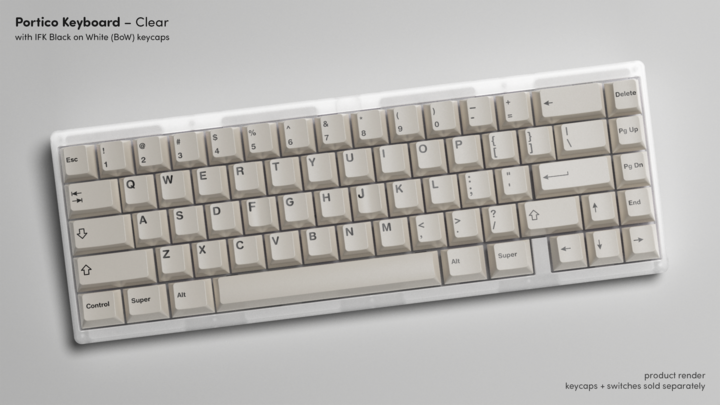 Portico Keyboard – Clear
with IFK Black on White (BoW) keycaps
Esc ! 1 @ 2 # 3 $ 4 % 5 ^ 6 & 7 * 8 ( 9 ) 0 _ - + = ← Delete
Q W E R T Y U I O P { [ } ] | \ Pg Up
A S D F G H J K L : ; " ' Pg Dn
Z X C V B N M < , > . ? / ↑ End
Control Super Alt Alt Super ← ↓ →
product render
keycaps + switches sold separately